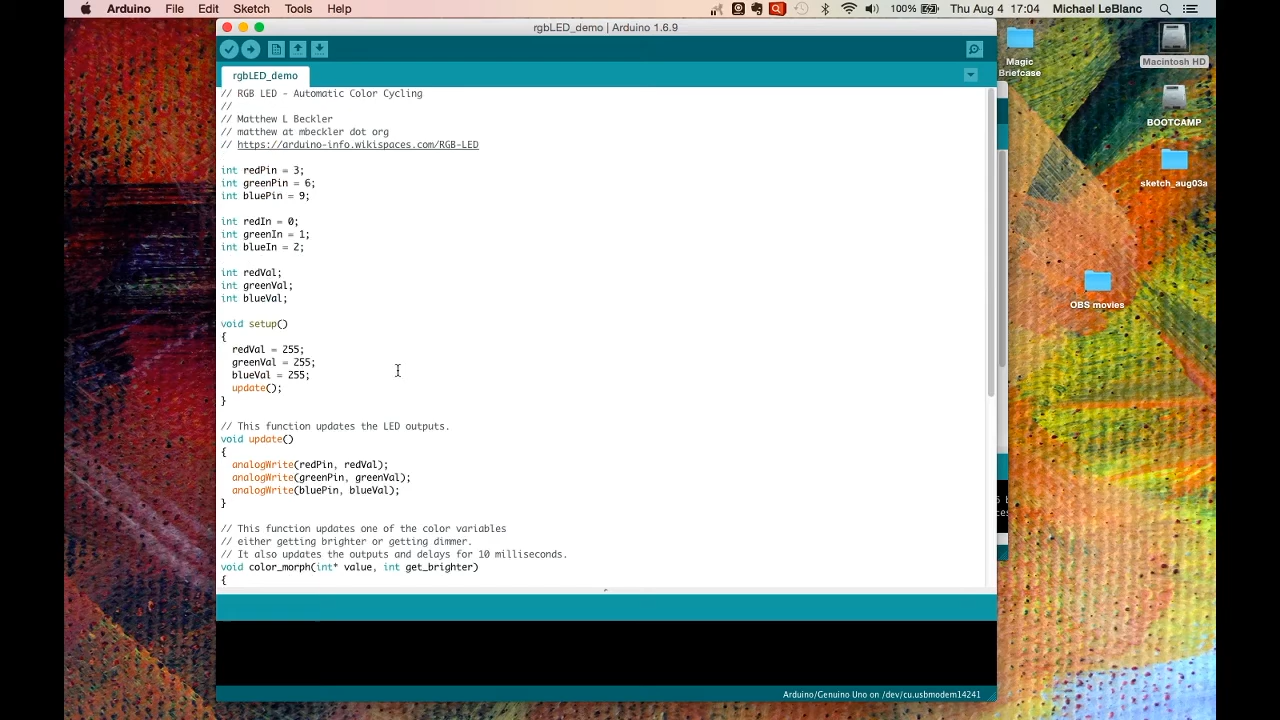 Arduino File Edit Sketch Tools Help 100% Thu Aug 4 17:04 Michael LeBlanc
rgbLED_demo | Arduino 1.6.9
rgbLED_demo
// RGB LED - Automatic Color Cycling
//
// Matthew L Beckler
// matthew at mbeckler dot org
// https://arduino-info.wikispaces.com/RGB-LED
int redPin = 3;
int greenPin = 6;
int bluePin = 9;
int redIn = 0;
int greenIn = 1;
int blueIn = 2;
int redVal;
int greenVal;
int blueVal;
void setup()
{
redVal = 255;
greenVal = 255;
blueVal = 255;
update();
}
// This function updates the LED outputs.
void update()
{
analogWrite(redPin, redVal);
analogWrite(greenPin, greenVal);
analogWrite(bluePin, blueVal);
}
// This function updates one of the color variables
// either getting brighter or getting dimmer.
// It also updates the outputs and delays for 10 milliseconds.
void color_morph(int* value, int get_brighter)
{
Arduino/Genuino Uno on /dev/cu.usbmodem14241
Magic
Briefcase
Macintosh HD
BOOTCAMP
sketch_aug03a
OBS movies